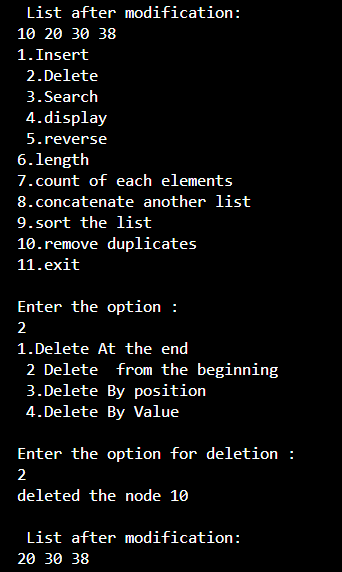 List after modification:
10 20 30 38
1.Insert
2.Delete
3.Search
4.display
5.reverse
6.length
7.count of each elements
8.concatenate another list
9.sort the list
10.remove duplicates
11.exit
Enter the option :
2
1.Delete At the end
2 Delete  from the beginning
3.Delete By position
4.Delete By Value
Enter the option for deletion :
2
deleted the node 10
List after modification:
20 30 38